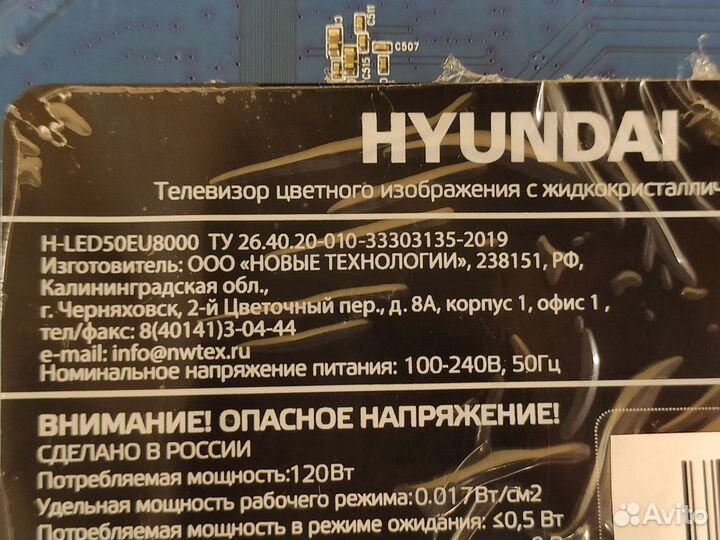 C511
C507
C515
HYUNDAI
Телевизор цветного изображения с жидкокристаллич
H-LED50EU8000 ТУ 26.40.20-010-33303135-2019
Изготовитель: ООО «НОВЫЕ ТЕХНОЛОГИИ», 238151, РФ,
Калининградская обл.,
г. Черняховск, 2-й Цветочный пер., д. 8А, корпус 1, офис 1 ,
тел/факс: 8(40141)3-04-44
e-mail: info@nwtex.ru
Номинальное напряжение питания: 100-240В, 50Гц
ВНИМАНИЕ! ОПАСНОЕ НАПРЯЖЕНИЕ!
СДЕЛАНО В РОССИИ
Потребляемая мощность:120Вт
Удельная мощность рабочего режима:0.017Вт/см2
Потребляемая мощность в режиме ожидания: ≤0,5 Вт
Avito